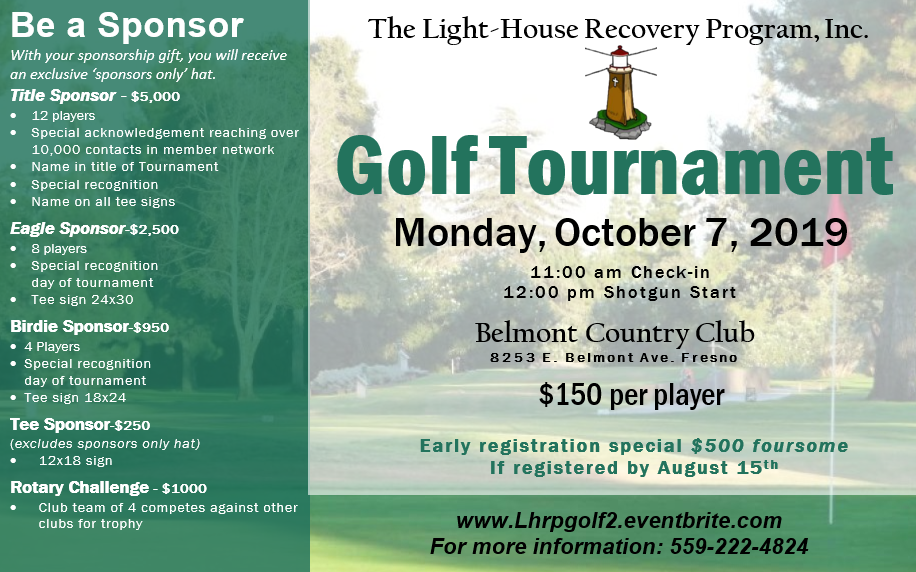 Be a Sponsor
With your sponsorship gift, you will receive
an exclusive ‘sponsors only’ hat.
Title Sponsor – $5,000
• 12 players
• Special acknowledgement reaching over
10,000 contacts in member network
• Name in title of Tournament
• Special recognition
• Name on all tee signs
Eagle Sponsor-$2,500
• 8 players
• Special recognition
day of tournament
• Tee sign 24x30
Birdie Sponsor-$950
• 4 Players
• Special recognition
day of tournament
• Tee sign 18x24
Tee Sponsor-$250
(excludes sponsors only hat)
• 12x18 sign
Rotary Challenge - $1000
• Club team of 4 competes against other
clubs for trophy
The Light-House Recovery Program, Inc.
Golf Tournament
Monday, October 7, 2019
11:00 am Check-in
12:00 pm Shotgun Start
Belmont Country Club
8253 E. Belmont Ave. Fresno
$150 per player
Early registration special $500 foursome
If registered by August 15th
www.Lhrpgolf2.eventbrite.com
For more information: 559-222-4824